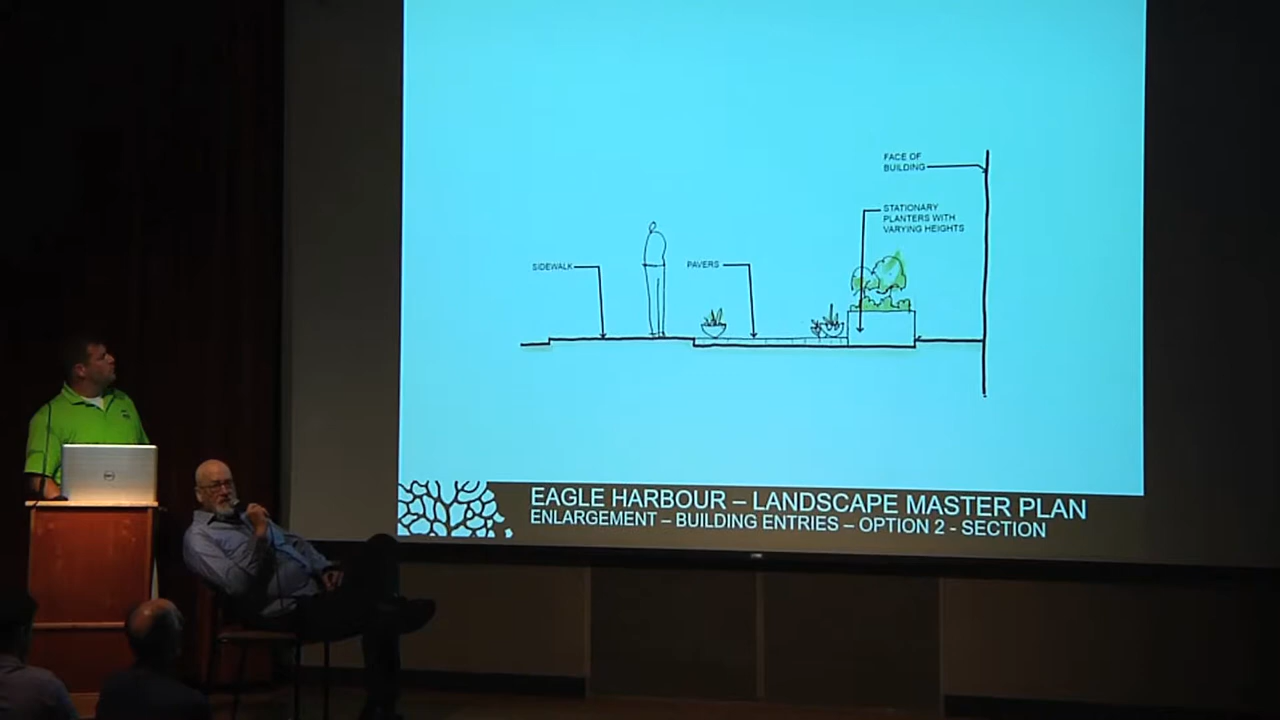 FACE OF
BUILDING
STATIONARY
PLANTERS WITH
VARYING HEIGHTS
SIDEWALK
PAVERS
EAGLE HARBOUR – LANDSCAPE MASTER PLAN
ENLARGEMENT – BUILDING ENTRIES – OPTION 2 - SECTION